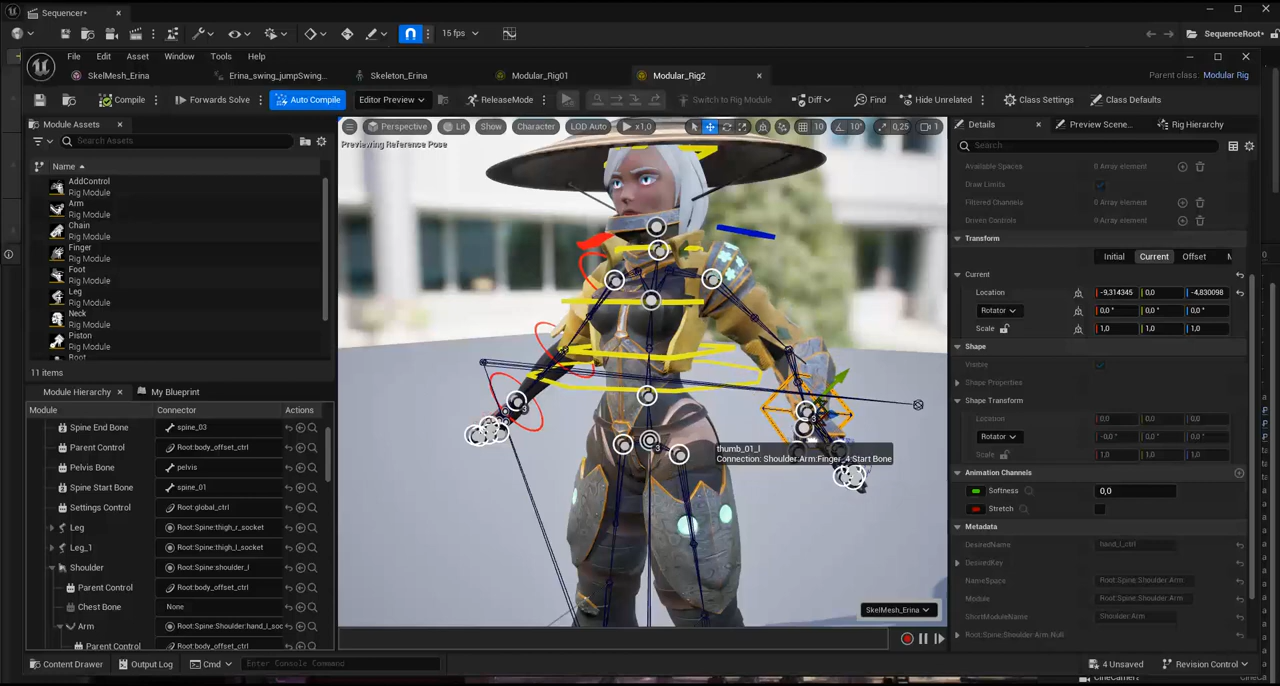 Sequencer*
15 fps
SequenceRoot*
File Edit Asset Window Tools Help
SkelMesh_Erina
Erina_swing_jumpSwing...
Skeleton_Erina
Modular_Rig01
Modular_Rig2
Parent class: Modular Rig
Compile
Forwards Solve
Auto Compile
Editor Preview
ReleaseMode
Switch to Rig Module
Diff
Find
Hide Unrelated
Class Settings
Class Defaults
Module Assets
Search Assets
Name
AddControl
Rig Module
Arm
Rig Module
Chain
Rig Module
Finger
Rig Module
Foot
Rig Module
Leg
Rig Module
Neck
Rig Module
Piston
Rig Module
Root
11 items
Module Hierarchy
My Blueprint
Module Connector Actions
Spine End Bone spine_03
Parent Control Root:body_offset_ctrl
Pelvis Bone pelvis
Spine Start Bone spine_01
Settings Control Root:global_ctrl
Leg Root:Spine:thigh_r_socket
Leg_1 Root:Spine:thigh_l_socket
Shoulder Root:Spine:shoulder_l
Parent Control Root:body_offset_ctrl
Chest Bone None
Arm Root:Spine:Shoulder:hand_l_soc
Parent Control Root:body_offset_ctrl
Perspective Lit Show Character LOD Auto x1,0
10 10° 0,25 1
Previewing Reference Pose
thumb_01_l
Connection: Shoulder:Arm:Finger_4:Start Bone
3
3
SkelMesh_Erina
Details
Preview Scene...
Rig Hierarchy
Search
Available Spaces 0 Array element
Draw Limits
Filtered Channels 0 Array element
Driven Controls 0 Array element
Transform
Initial Current Offset M
Current
Location -9,314345 0,0 -4,830098
Rotator 0,0 ° 0,0 ° 0,0 °
Scale 1,0 1,0 1,0
Shape
Visible
Shape Properties
Shape Transform
Location 0,0 0,0 0,0
Rotator -0,0 ° 0,0 ° 0,0 °
Scale 1,0 1,0 1,0
Animation Channels
Softness 0,0
Stretch
Metadata
DesiredName hand_l_ctrl
DesiredKey
NameSpace Root:Spine:Shoulder:Arm:
Module Root:Spine:Shoulder:Arm
ShortModuleName Shoulder:Arm
Root:Spine:Shoulder:Arm:Null
Content Drawer
Output Log
Cmd
Enter Console Command
4 Unsaved
Revision Control
CineCamera2